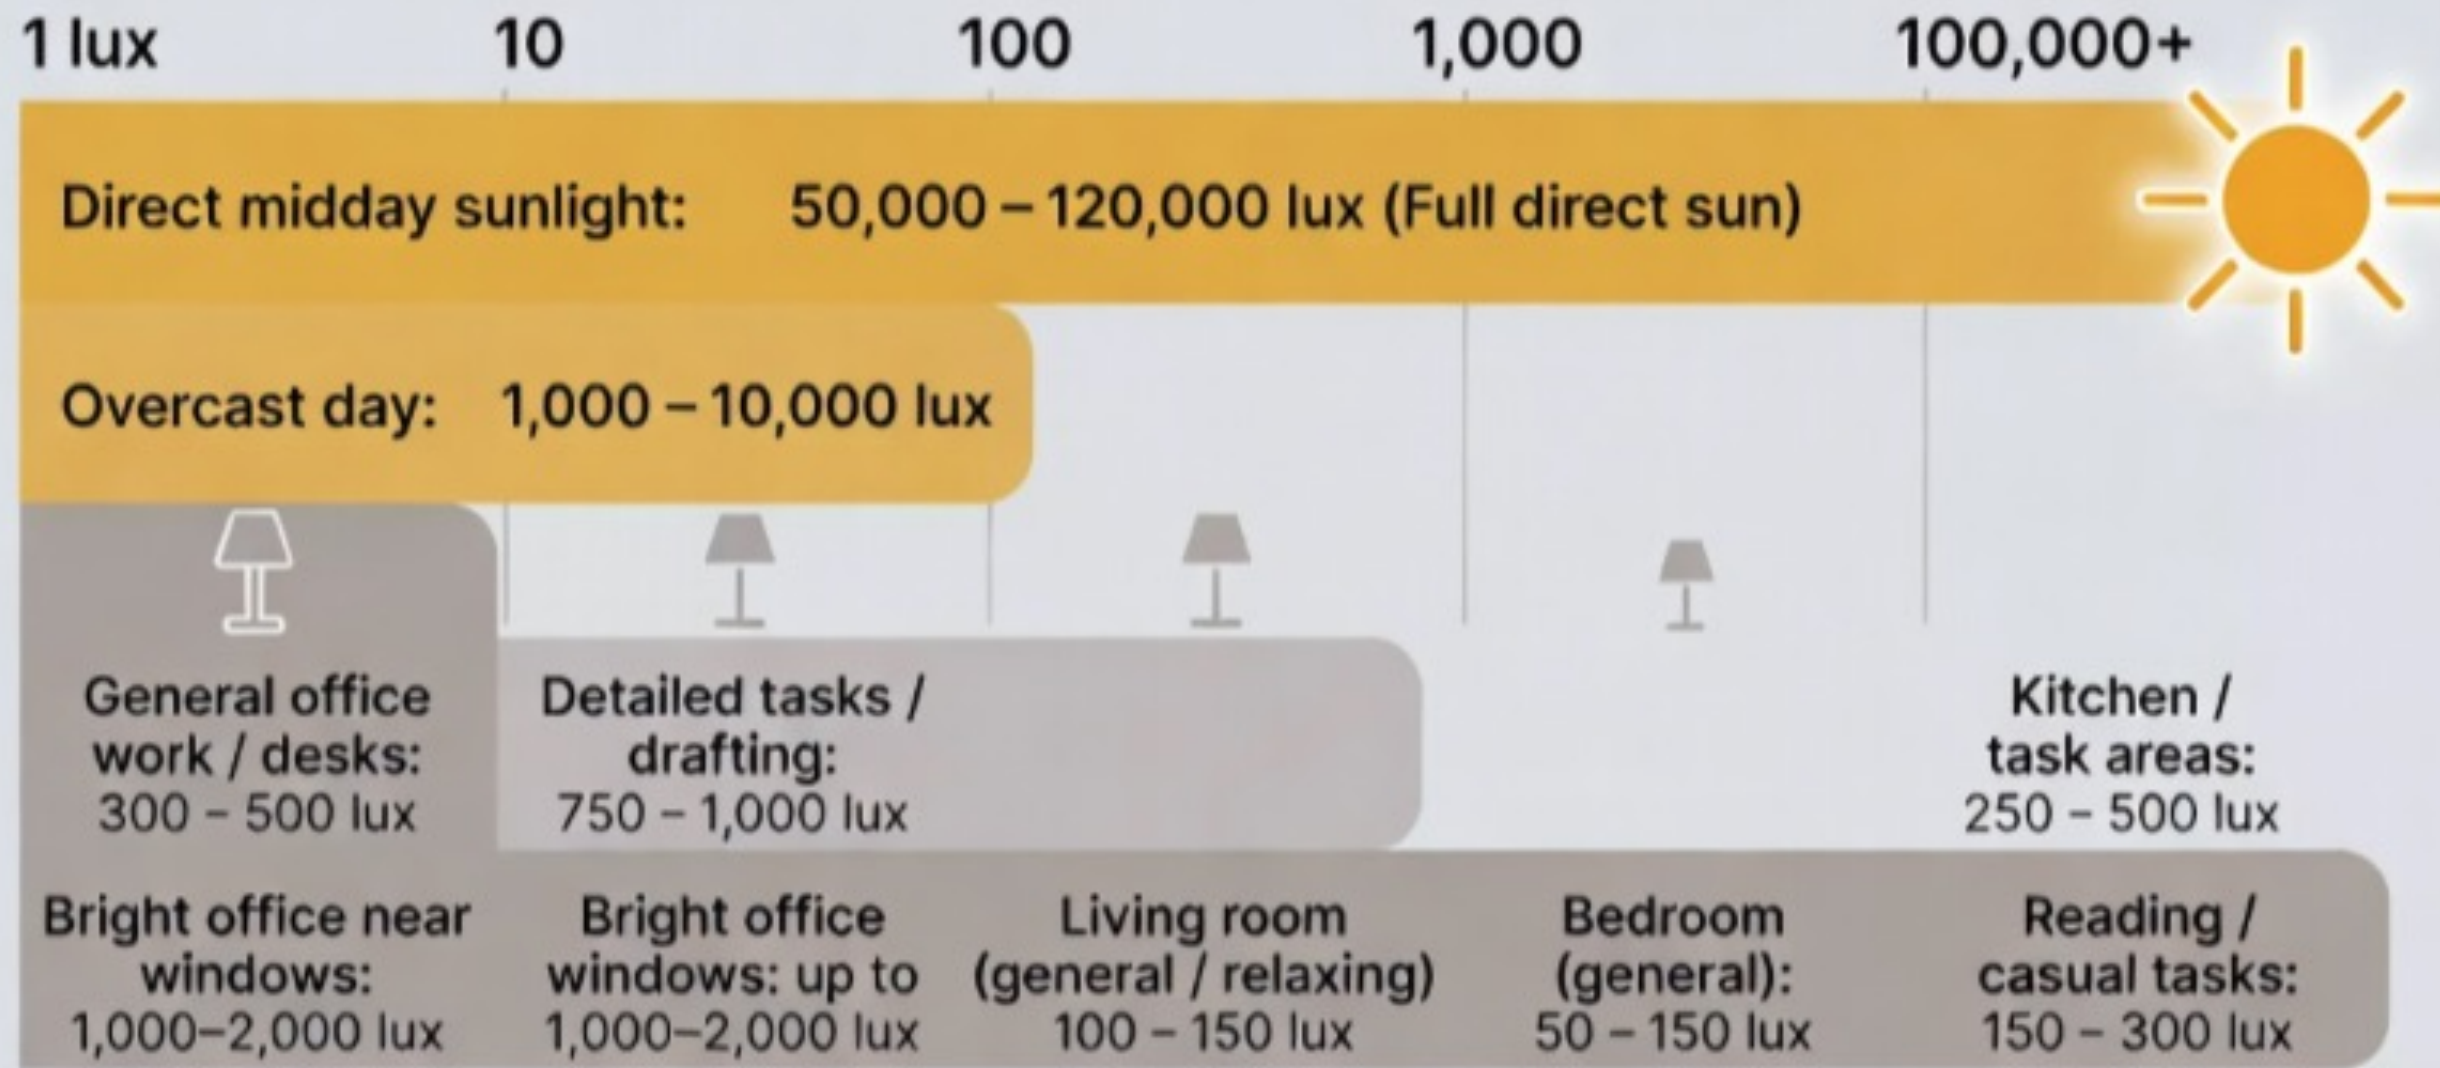 1 lux 10 100 1,000 100,000+
Direct midday sunlight: 50,000 – 120,000 lux (Full direct sun)
Overcast day: 1,000 – 10,000 lux
General office
work / desks:
300 – 500 lux
Detailed tasks /
drafting:
750 – 1,000 lux
Kitchen /
task areas:
250 – 500 lux
Bright office near
windows:
1,000–2,000 lux
Bright office
windows: up to
1,000–2,000 lux
Living room
(general / relaxing)
100 – 150 lux
Bedroom
(general):
50 – 150 lux
Reading /
casual tasks:
150 – 300 lux